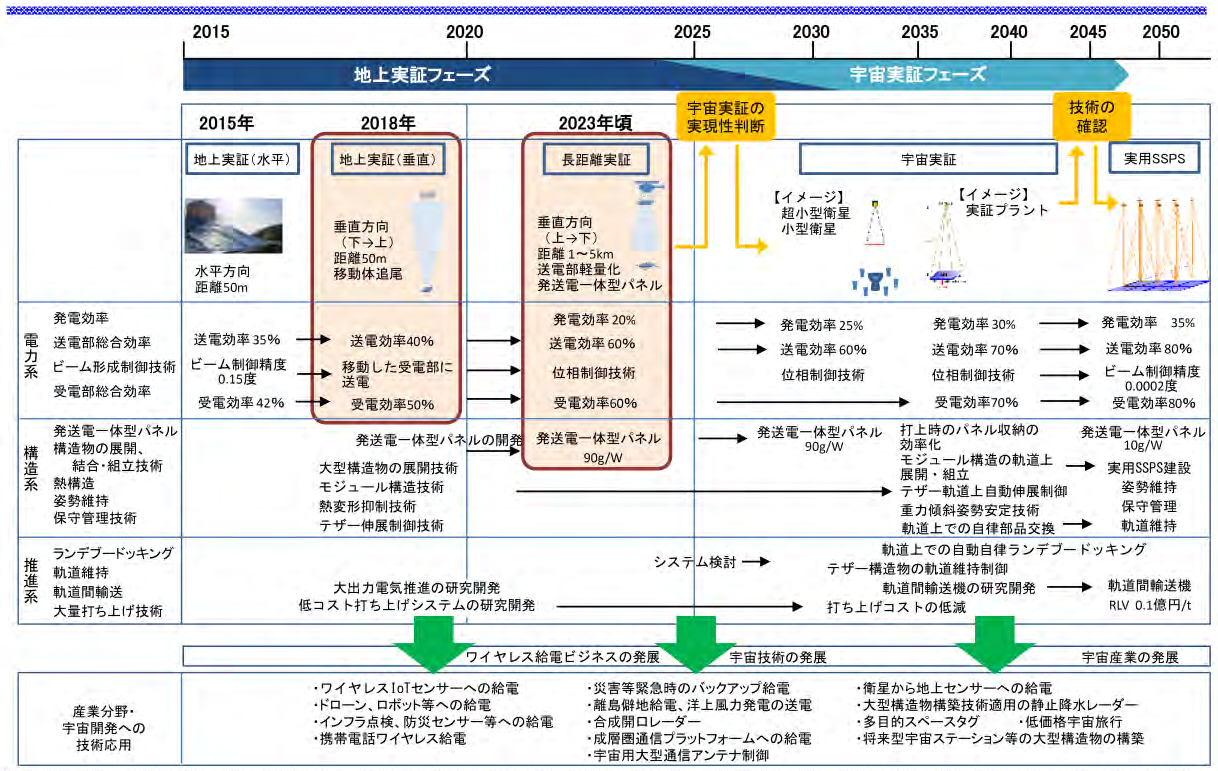 2015
2020
2025
2030
2035
2040
2045
2050
地上実証フェーズ
宇宙実証フェーズ
2015年
2018年
2023年頃
宇宙実証の
実現性判断
技術の
確認
地上実証(水平)
地上実証(垂直)
長距離実証
宇宙実証
実用SSPS
水平方向
距離50m
垂直方向
(下→上)
距離50m
移動体追尾
垂直方向
(上→下)
距離1~5km
送電部軽量化
発送電一体型パネル
【イメージ】
超小型衛星
小型衛星
【イメージ】
実証プラント
電力系
発電効率
送電部総合効率
ビーム形成制御技術
受電部総合効率
送電効率35%
ビーム制御精度
0.15度
受電効率42%
送電効率40%
移動した受電部に
送電
受電効率50%
発電効率20%
送電効率60%
位相制御技術
受電効率60%
発電効率25%
送電効率60%
位相制御技術
発電効率30%
送電効率70%
位相制御技術
受電効率70%
発電効率 35%
送電効率80%
ビーム制御精度
0.0002度
受電効率80%
構造系
発送電一体型パネル
構造物の展開、
結合・組立技術
熱構造
姿勢維持
保守管理技術
発送電一体型パネルの開発
大型構造物の展開技術
モジュール構造技術
熱変形抑制技術
テザー伸展制御技術
発送電一体型パネル
90g/W
発送電一体型パネル
90g/W
打上時のパネル収納の
効率化
モジュール構造の軌道上
展開・組立
テザー軌道上自動伸展制御
重力傾斜姿勢安定技術
軌道上での自律部品交換
発送電一体型パネル
10g/W
実用SSPS建設
姿勢維持
保守管理
軌道維持
推進系
ランデブードッキング
軌道維持
軌道間輸送
大量打ち上げ技術
大出力電気推進の研究開発
低コスト打ち上げシステムの研究開発
システム検討
軌道上での自動自律ランデブードッキング
テザー構造物の軌道維持制御
軌道間輸送機の研究開発
打ち上げコストの低減
軌道間輸送機
RLV 0.1億円/t
ワイヤレス給電ビジネスの発展
宇宙技術の発展
宇宙産業の発展
産業分野・
宇宙開発への
技術応用
・ワイヤレスIoTセンサーへの給電
・ドローン、ロボット等への給電
・インフラ点検、防災センサー等への給電
・携帯電話ワイヤレス給電
・災害等緊急時のバックアップ給電
・離島僻地給電、洋上風力発電の送電
・合成開口レーダー
・成層圏通信プラットフォームへの給電
・宇宙用大型通信アンテナ制御
・衛星から地上センサーへの給電
・大型構造物構築技術適用の静止降水レーダー
・多目的スペースタグ ・低価格宇宙旅行
・将来型宇宙ステーション等の大型構造物の構築